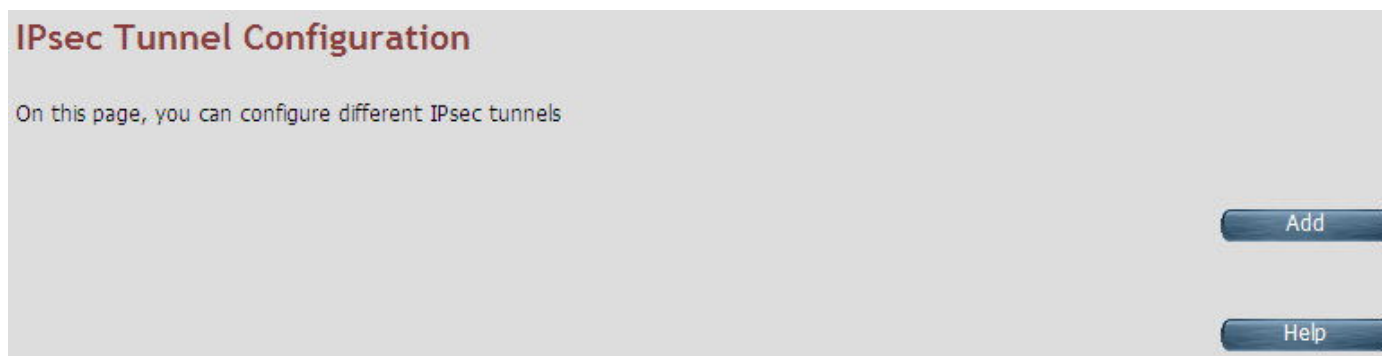 IPsec Tunnel Configuration
On this page, you can configure different IPsec tunnels
Add
Help